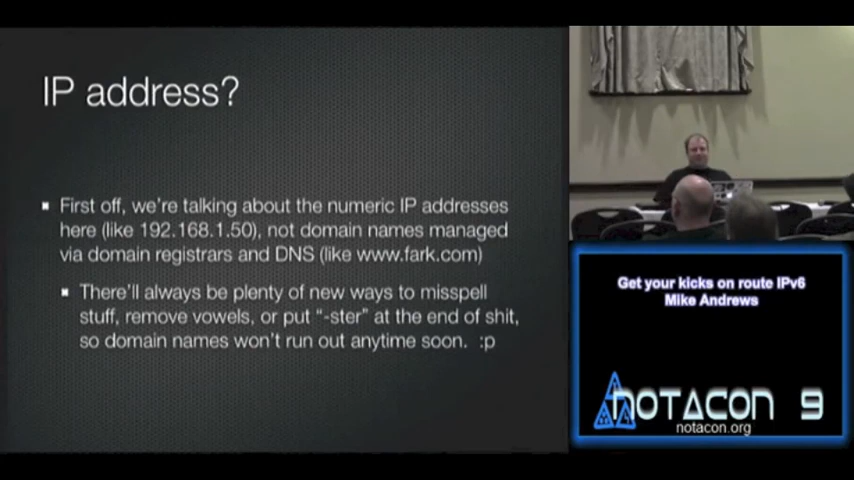 IP address?
First off, we're talking about the numeric IP addresses
here (like 192.168.1.50), not domain names managed
via domain registrars and DNS (like www.fark.com)
There'll always be plenty of new ways to misspell
stuff, remove vowels, or put “-ster” at the end of shit,
so domain names won't run out anytime soon. :p
Get your kicks on route IPv6
Mike Andrews
NOTACON 9
notacon.org